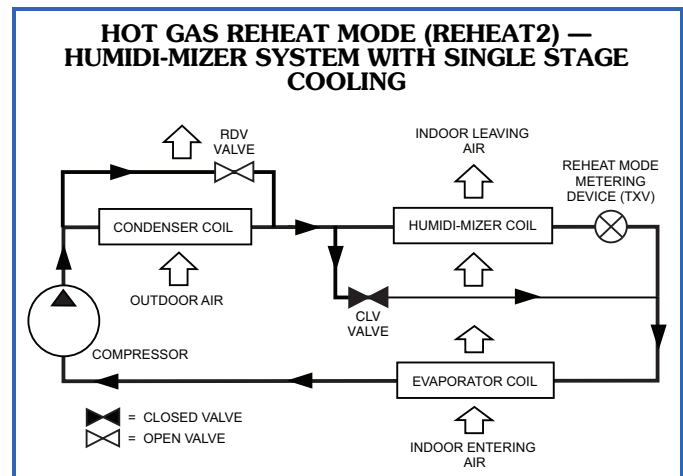 HOT GAS REHEAT MODE (REHEAT2) —
HUMIDI-MIZER SYSTEM WITH SINGLE STAGE
COOLING
RDV
VALVE
INDOOR LEAVING
AIR
REHEAT MODE
METERING
DEVICE (TXV)
CONDENSER COIL
HUMIDI-MIZER COIL
OUTDOOR AIR
CLV
VALVE
COMPRESSOR
EVAPORATOR COIL
= CLOSED VALVE
= OPEN VALVE
INDOOR ENTERING
AIR